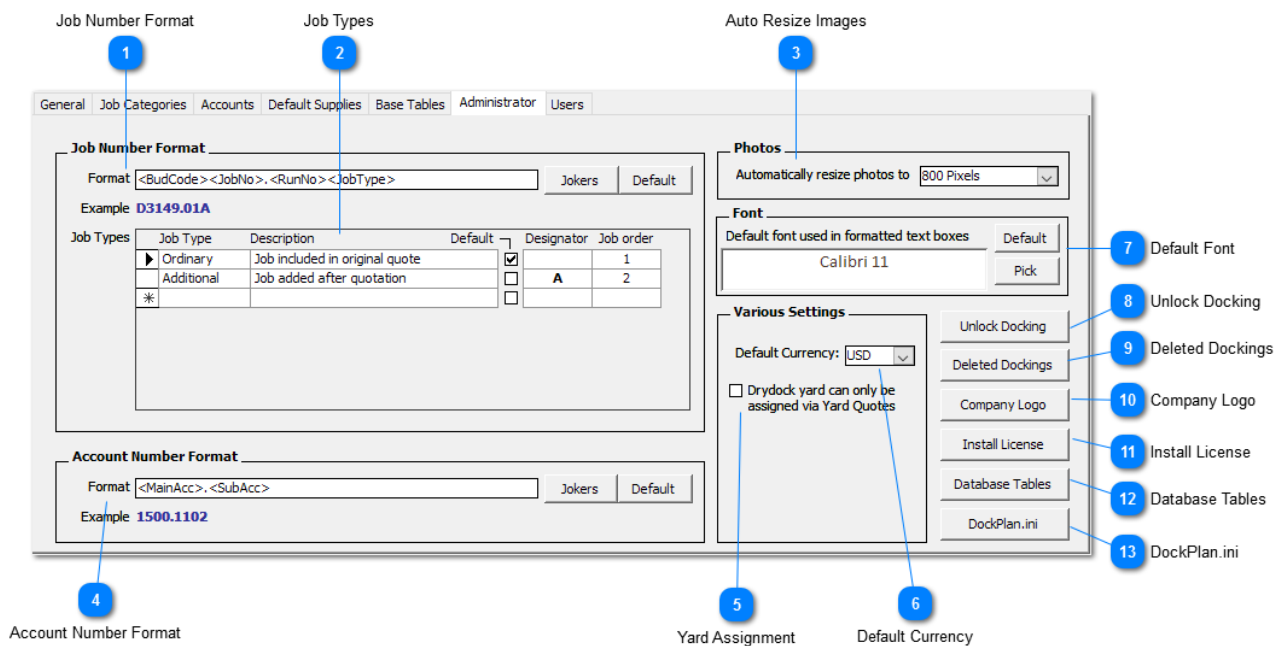 Job Number Format
Job Types
Auto Resize Images
1
2
3
General Job Categories Accounts Default Supplies Base Tables Administrator Users
Job Number Format
Format <BudCode><JobNo>.<RunNo><JobType> Jokers Default
Example D3149.01A
Job Types Job Type Description Default Designator Job order
Ordinary Job included in original quote 1
Additional Job added after quotation A 2
Account Number Format
Format <MainAcc>.<SubAcc> Jokers Default
Example 1500.1102
Photos
Automatically resize photos to 800 Pixels
Font
Default font used in formatted text boxes Default
Calibri 11
Pick
Various Settings
Default Currency: USD
Drydock yard can only be
assigned via Yard Quotes
Unlock Docking
Deleted Dockings
Company Logo
Install License
Database Tables
DockPlan.ini
7 Default Font
8 Unlock Docking
9 Deleted Dockings
10 Company Logo
11 Install License
12 Database Tables
13 DockPlan.ini
4
5
6
Account Number Format
Yard Assignment
Default Currency